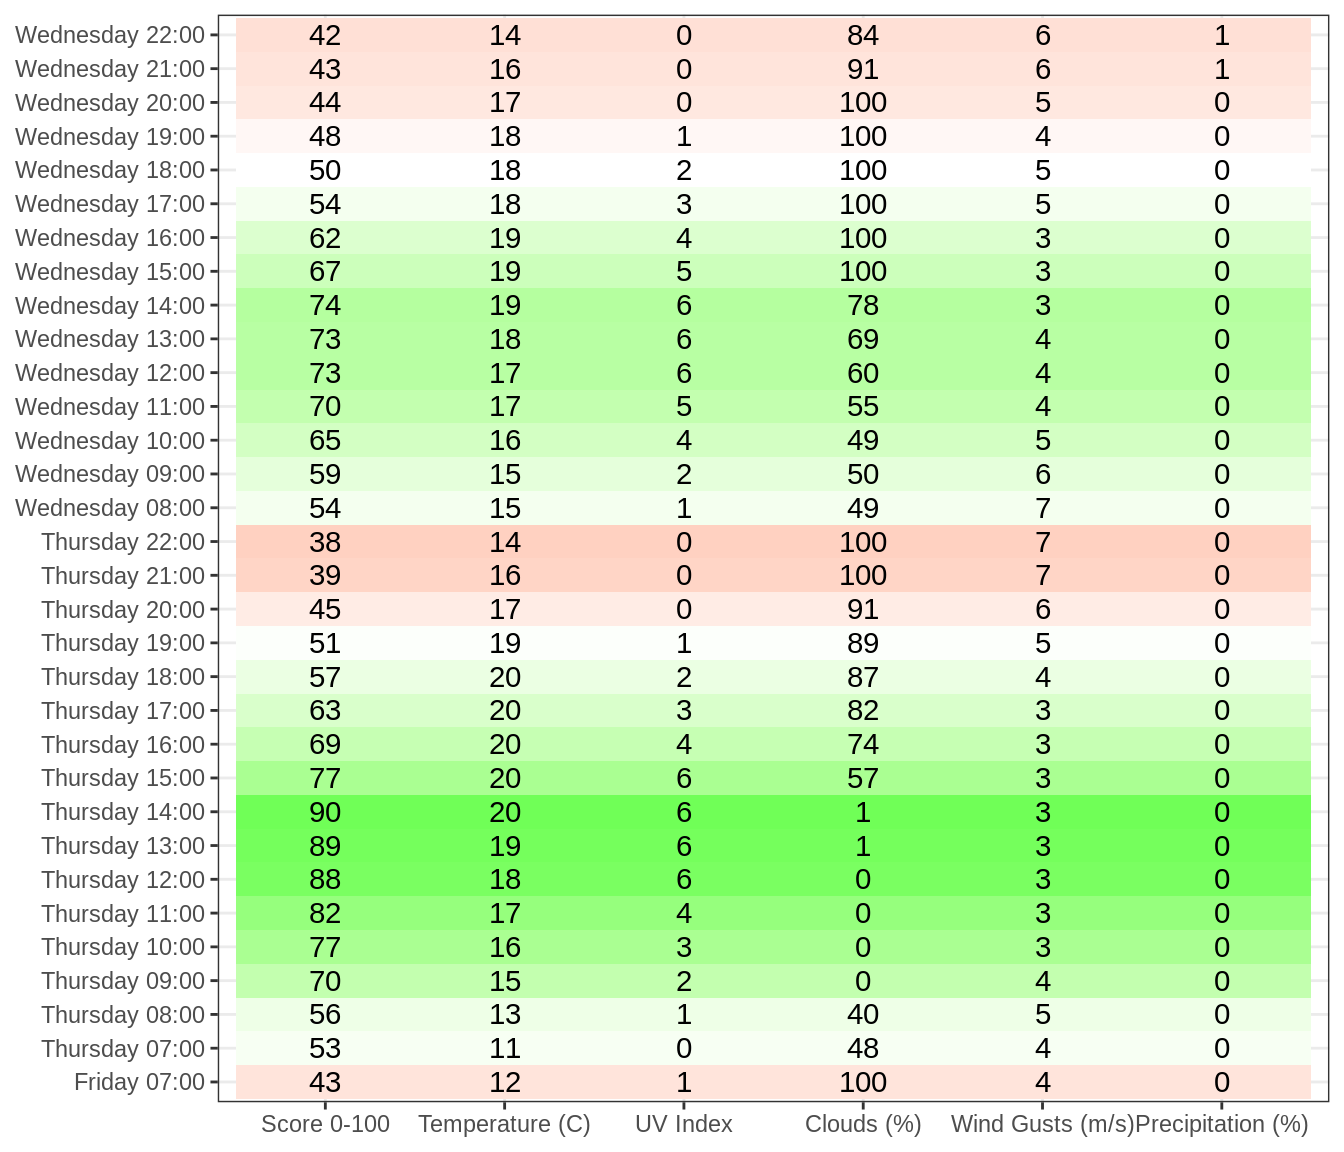 Wednesday 22:00 42 14 0 84 6 1
Wednesday 21:00 43 16 0 91 6 1
Wednesday 20:00 44 17 0 100 5 0
Wednesday 19:00 48 18 1 100 4 0
Wednesday 18:00 50 18 2 100 5 0
Wednesday 17:00 54 18 3 100 5 0
Wednesday 16:00 62 19 4 100 3 0
Wednesday 15:00 67 19 5 100 3 0
Wednesday 14:00 74 19 6 78 3 0
Wednesday 13:00 73 18 6 69 4 0
Wednesday 12:00 73 17 6 60 4 0
Wednesday 11:00 70 17 5 55 4 0
Wednesday 10:00 65 16 4 49 5 0
Wednesday 09:00 59 15 2 50 6 0
Wednesday 08:00 54 15 1 49 7 0
Thursday 22:00 38 14 0 100 7 0
Thursday 21:00 39 16 0 100 7 0
Thursday 20:00 45 17 0 91 6 0
Thursday 19:00 51 19 1 89 5 0
Thursday 18:00 57 20 2 87 4 0
Thursday 17:00 63 20 3 82 3 0
Thursday 16:00 69 20 4 74 3 0
Thursday 15:00 77 20 6 57 3 0
Thursday 14:00 90 20 6 1 3 0
Thursday 13:00 89 19 6 1 3 0
Thursday 12:00 88 18 6 0 3 0
Thursday 11:00 82 17 4 0 3 0
Thursday 10:00 77 16 3 0 3 0
Thursday 09:00 70 15 2 0 4 0
Thursday 08:00 56 13 1 40 5 0
Thursday 07:00 53 11 0 48 4 0
Friday 07:00 43 12 1 100 4 0
Score 0-100 Temperature (C) UV Index Clouds (%) Wind Gusts (m/s) Precipitation (%)